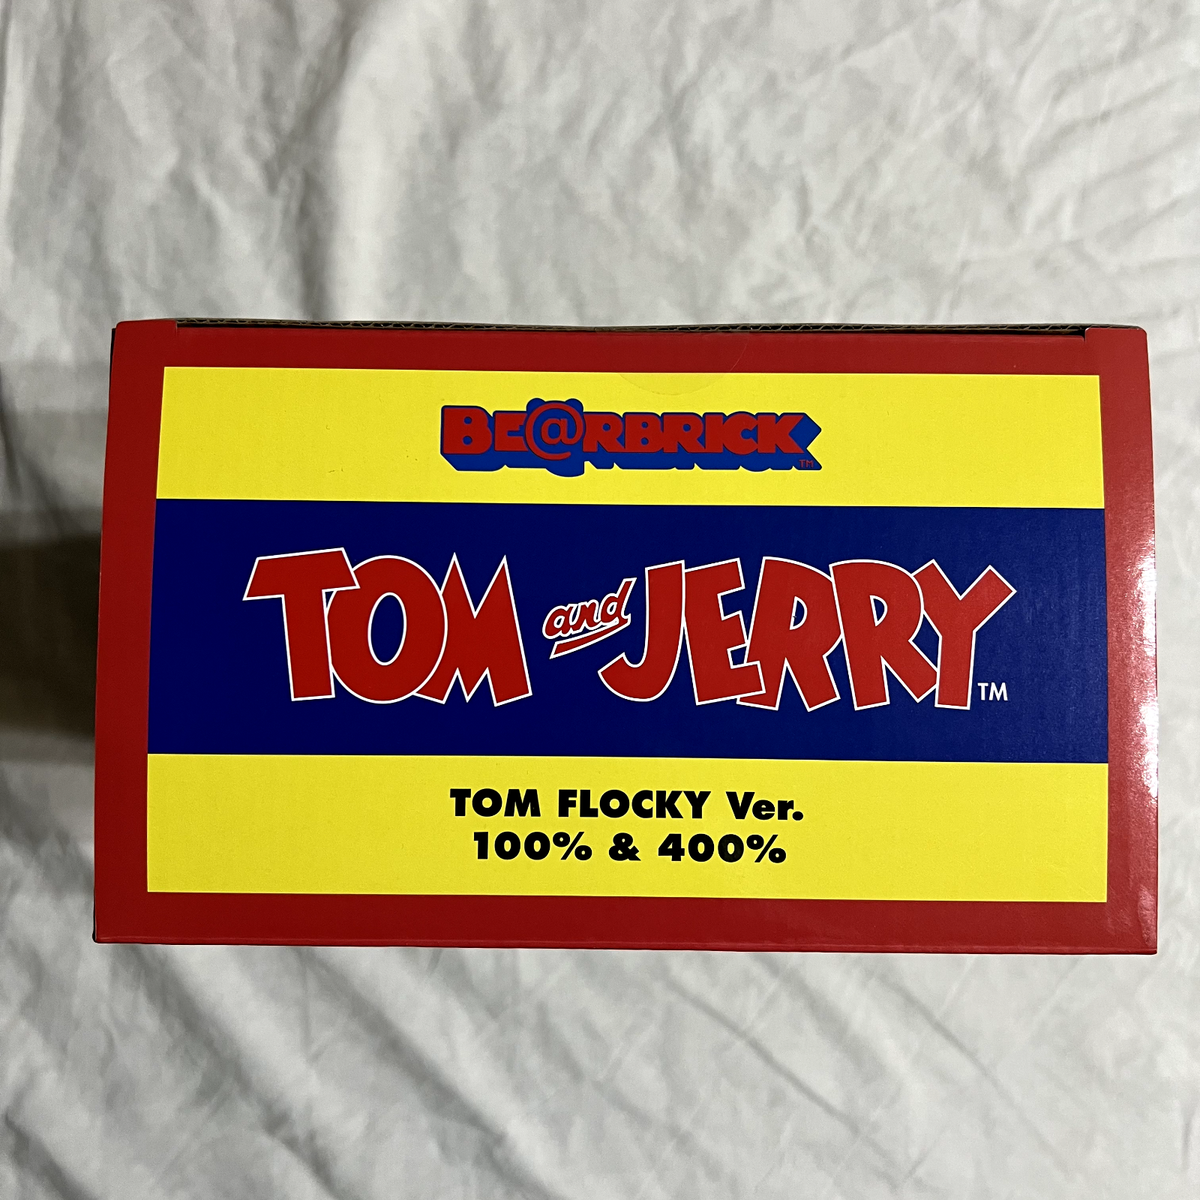 BE@RBRICK™
TOM and JERRY™
TOM FLOCKY Ver.
100% & 400%